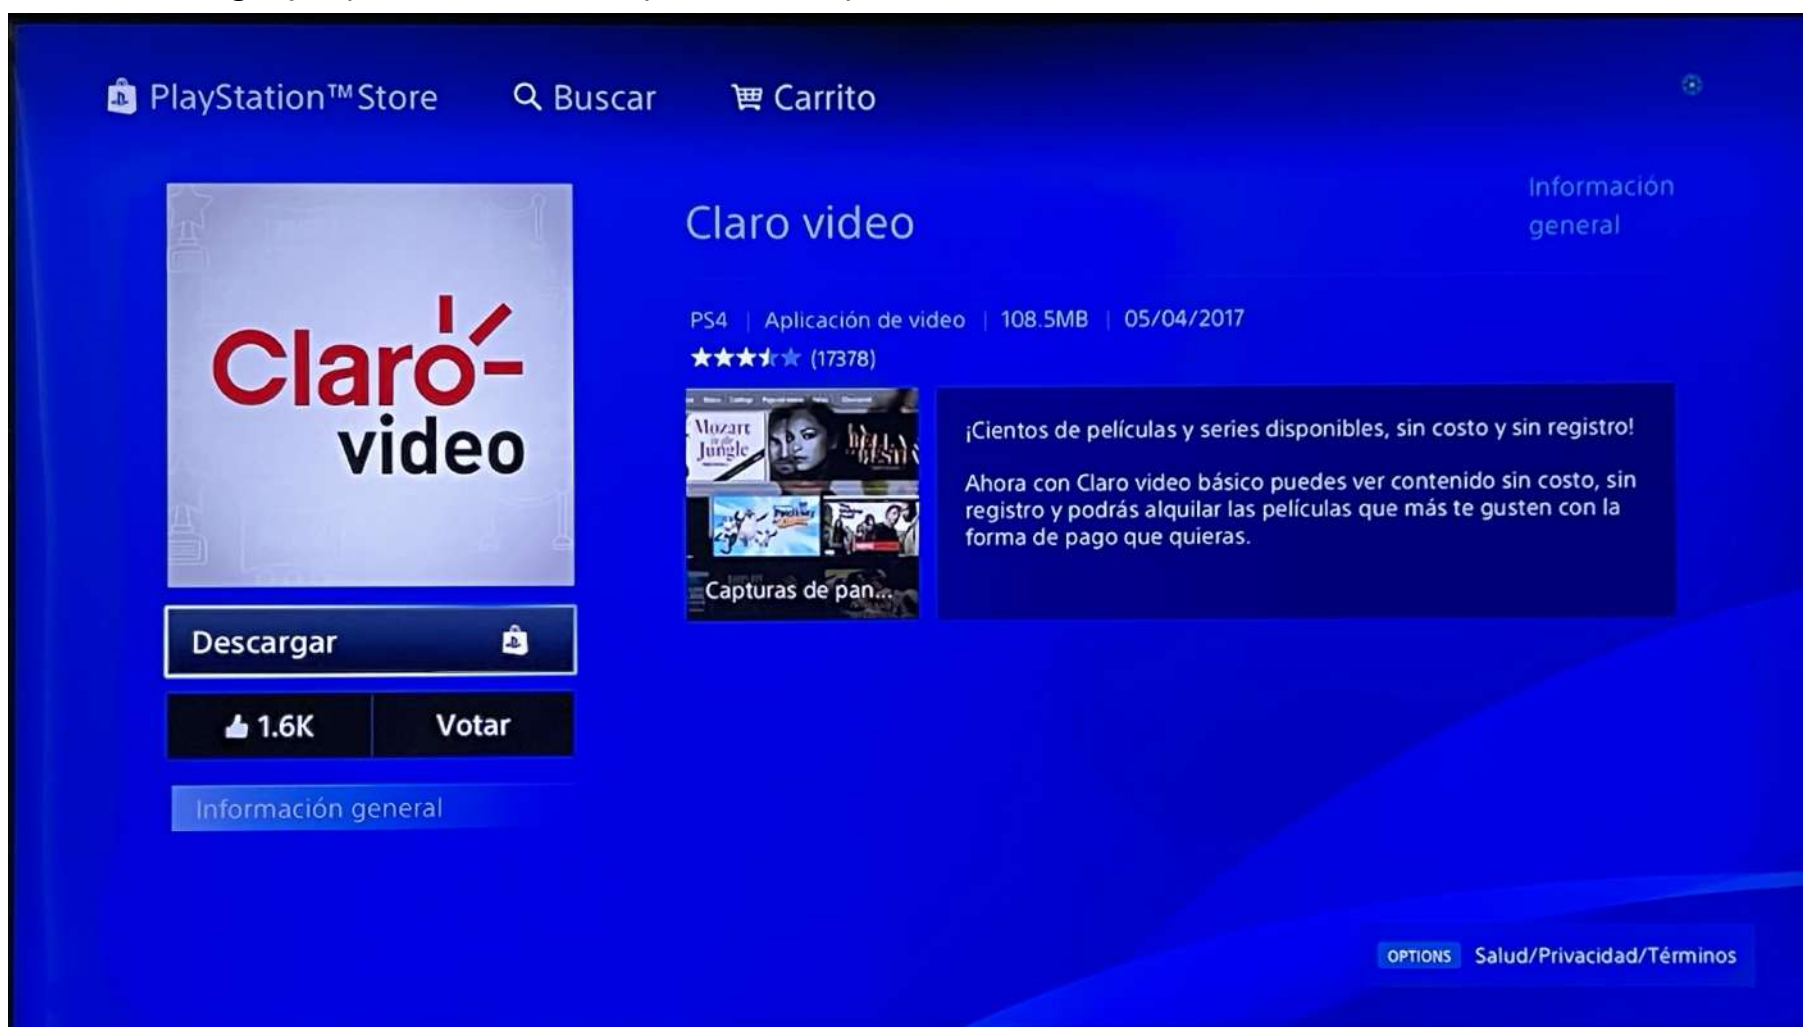 PlayStation™Store Buscar Carrito
Información
general
Claro
video
Claro video
PS4 | Aplicación de video | 108.5MB | 05/04/2017
(17378)
Mozart
in the
Jungle
Capturas de pan...
¡Cientos de películas y series disponibles, sin costo y sin registro!
Ahora con Claro video básico puedes ver contenido sin costo, sin
registro y podrás alquilar las películas que más te gusten con la
forma de pago que quieras.
Descargar
1.6K Votar
Información general
OPTIONS Salud/Privacidad/Términos